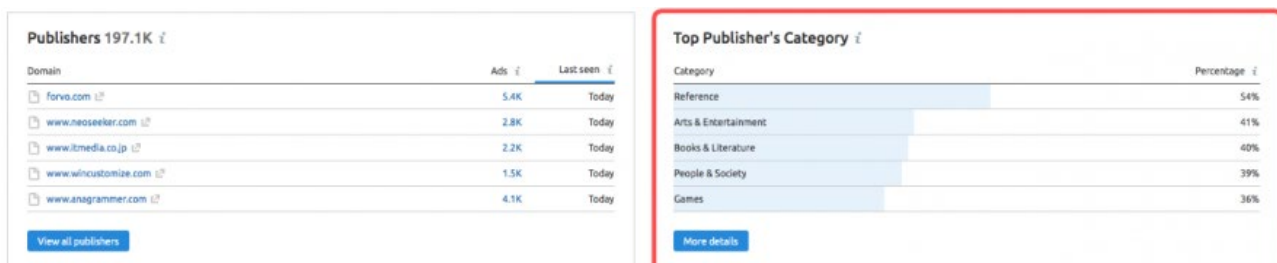 Publishers 197.1K i
Domain Ads i Last seen i
forvo.com 5.4K Today
www.neoseeker.com 2.8K Today
www.itmedia.co.jp 2.2K Today
www.wincustomize.com 1.5K Today
www.anagrammer.com 4.1K Today
View all publishers
Top Publisher's Category i
Category Percentage i
Reference 54%
Arts & Entertainment 41%
Books & Literature 40%
People & Society 39%
Games 36%
More details